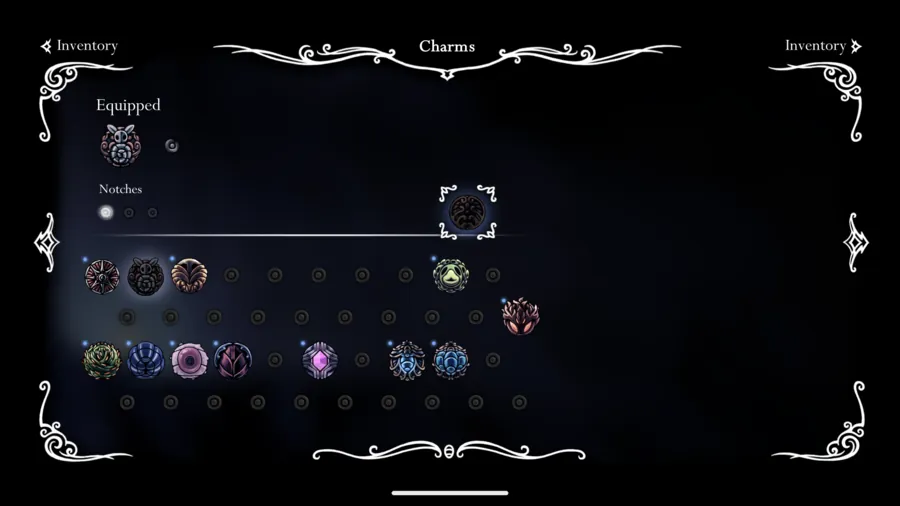 Inventory
Charms
Inventory
Equipped
Notches